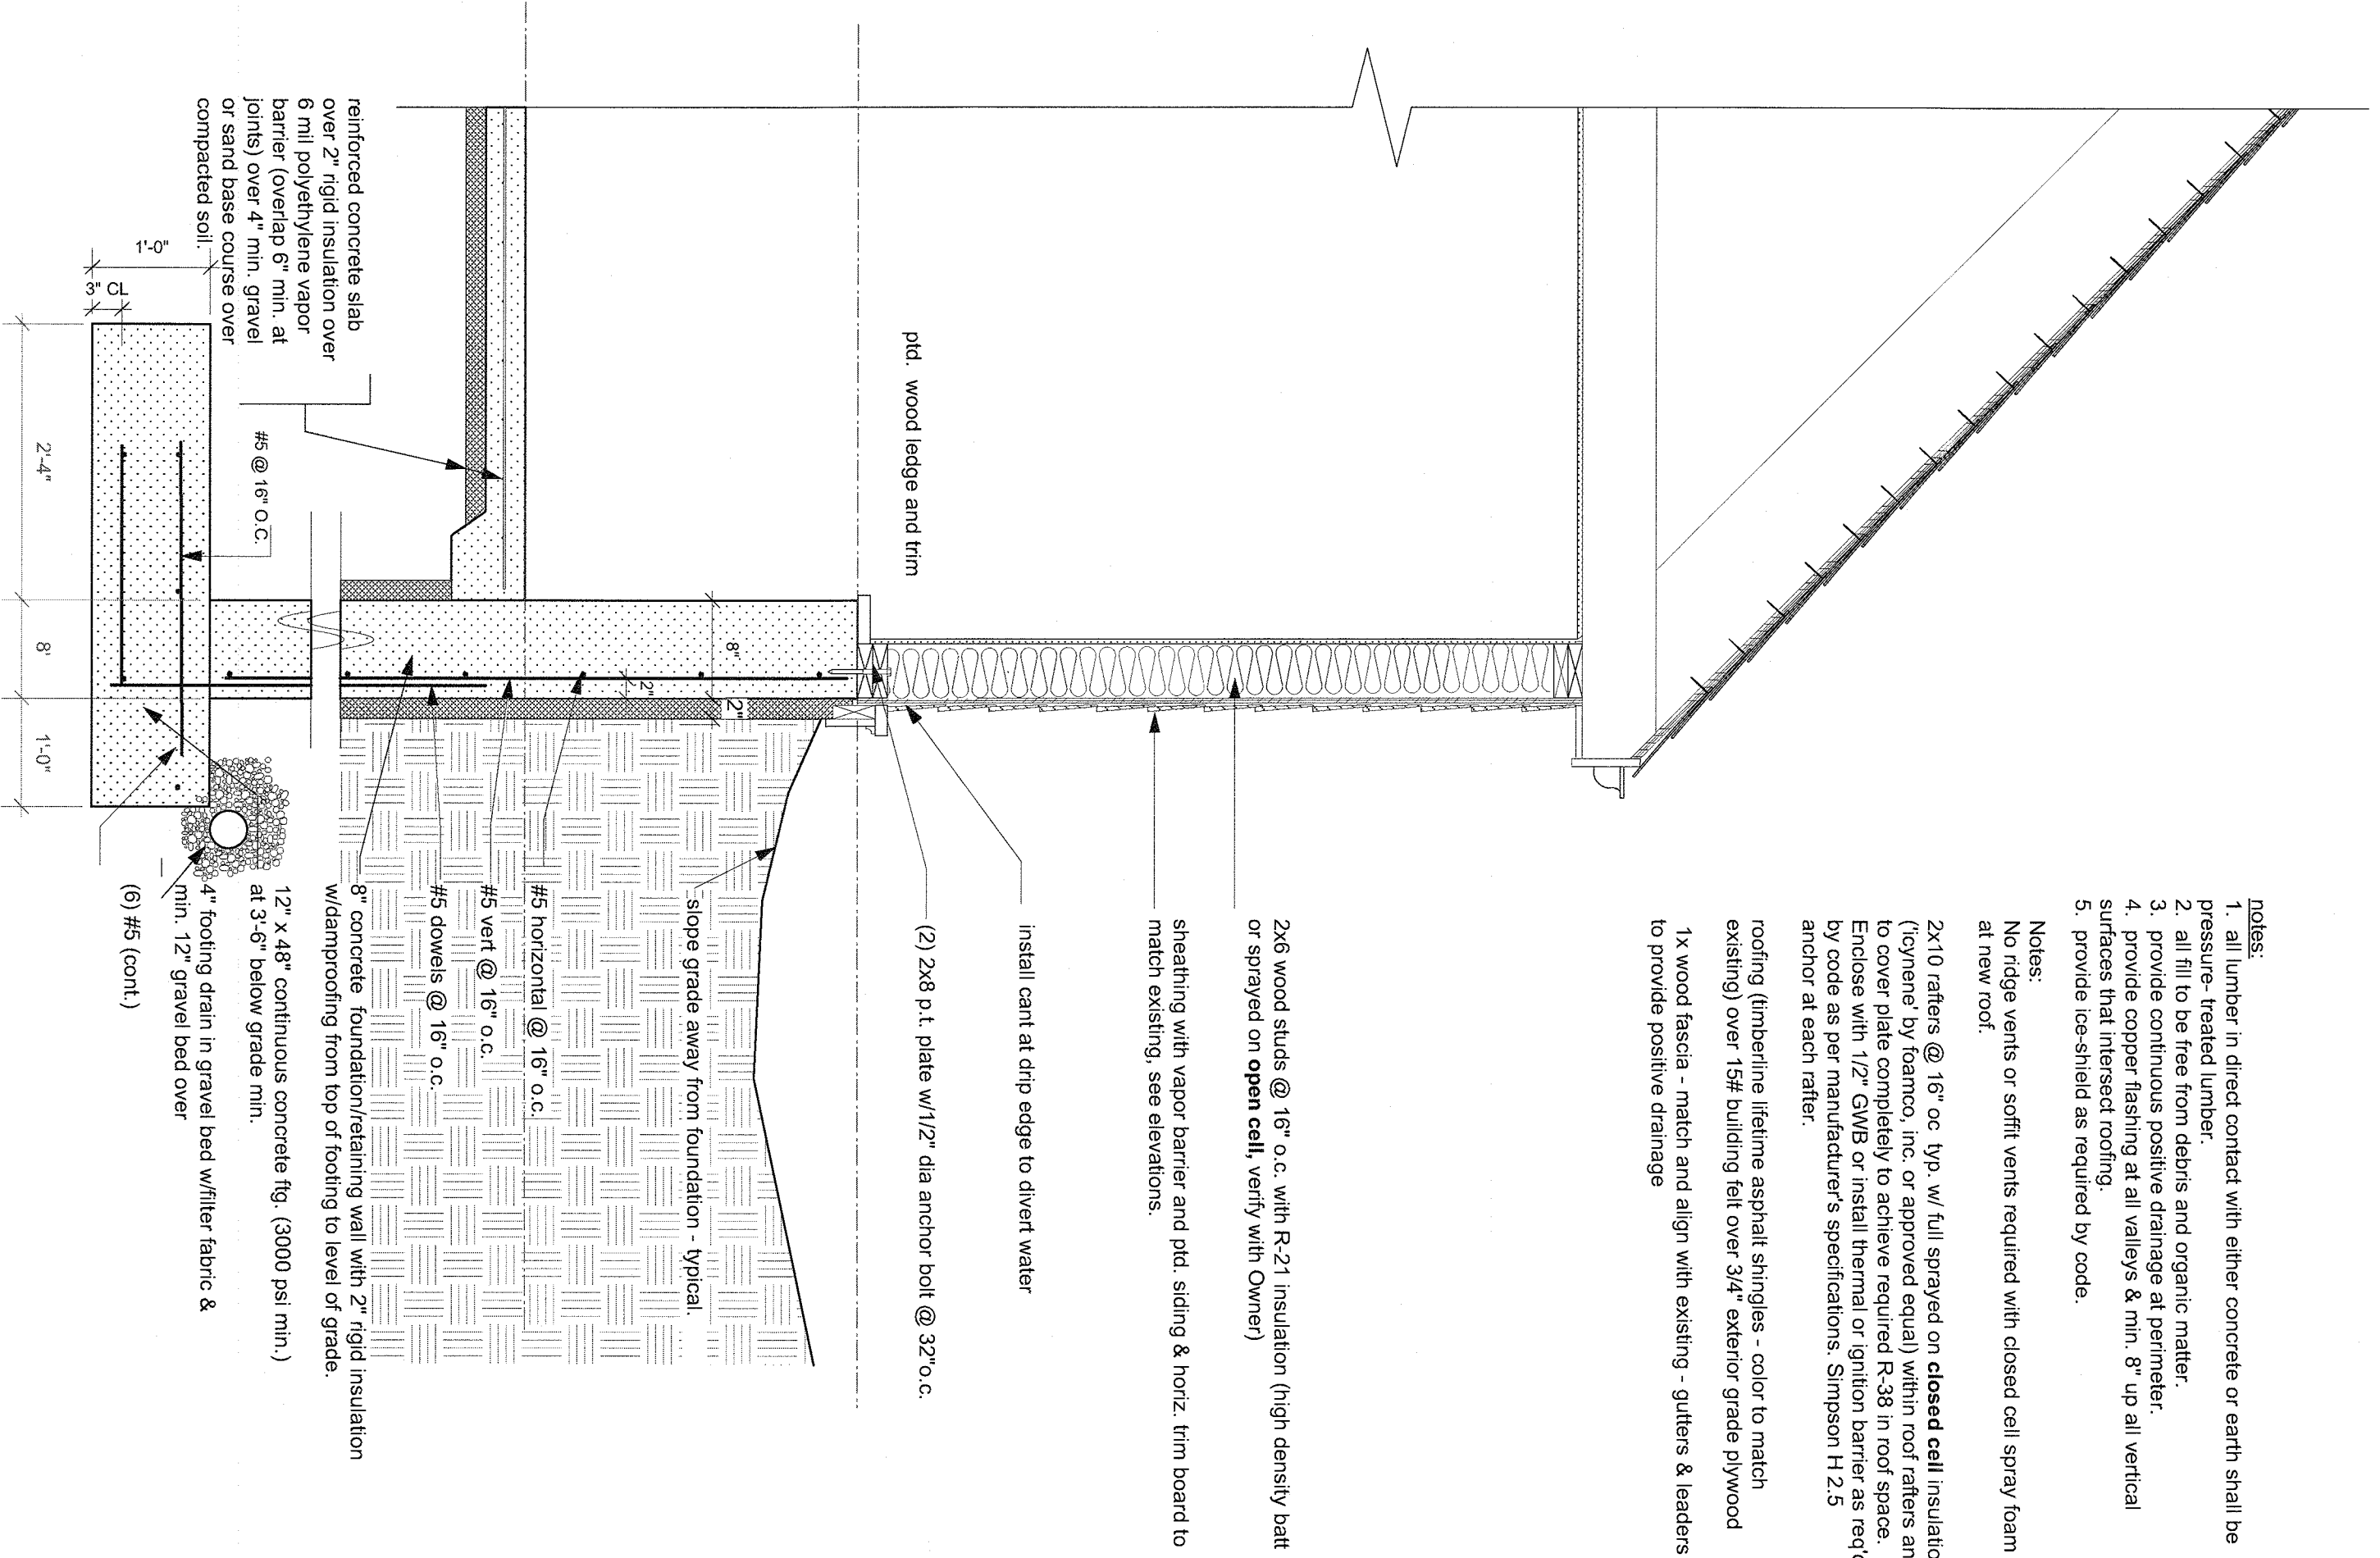 notes:
1. all lumber in direct contact with either concrete or earth shall be
pressure- treated lumber.
2. all fill to be free from debris and organic matter.
3. provide continuous positive drainage at perimeter.
4. provide copper flashing at all valleys & min. 8" up all vertical
surfaces that intersect roofing.
5. provide ice-shield as required by code.
Notes:
No ridge vents or soffit vents required with closed cell spray foam
at new roof.
2x10 rafters @ 16" oc typ. w/ full sprayed on closed cell
('icynene' by foamco, inc. or approved equal) within roof rafters
to cover plate completely to achieve required R-38 in roof space.
Enclose with 1/2" GWB or install thermal or ignition barrier as
by code as per manufacturer's specifications. Simpson H 2.5
anchor at each rafter.
roofing (timberline lifetime asphalt shingles - color to match
existing) over 15# building felt over 3/4" exterior grade plywood
1x wood fascia - match and align with existing - gutters & leaders
to provide positive drainage
2x6 wood studs @ 16" o.c. with R-21 insulation (high density batt
or sprayed on open cell, verify with Owner)
sheathing with vapor barrier and ptd. siding & horiz. trim board to
match existing, see elevations.
install cant at drip edge to divert water
ptd. wood ledge and trim
(2) 2x8 p.t. plate w/1/2" dia anchor bolt @ 32"o.c.
8"
2"
2"
slope grade away from foundation - typical.
#5 horizontal @ 16" o.c.
#5 vert @ 16" o.c.
#5 dowels @ 16" o.c.
8" concrete foundation/retaining wall with 2" rigid insulation
w/damproofing from top of footing to level of grade.
reinforced concrete slab
over 2" rigid insulation over
6 mil polyethylene vapor
barrier (overlap 6" min. at
joints) over 4" min. gravel
or sand base course over
compacted soil.
#5 @ 16" O.C.
12" x 48" continuous concrete ftg. (3000 psi min.)
at 3'-6" below grade min.
4" footing drain in gravel bed w/filter fabric &
min. 12" gravel bed over
(6) #5 (cont.)
1'-0"
3" CL
2'-4"
8'
1'-0"